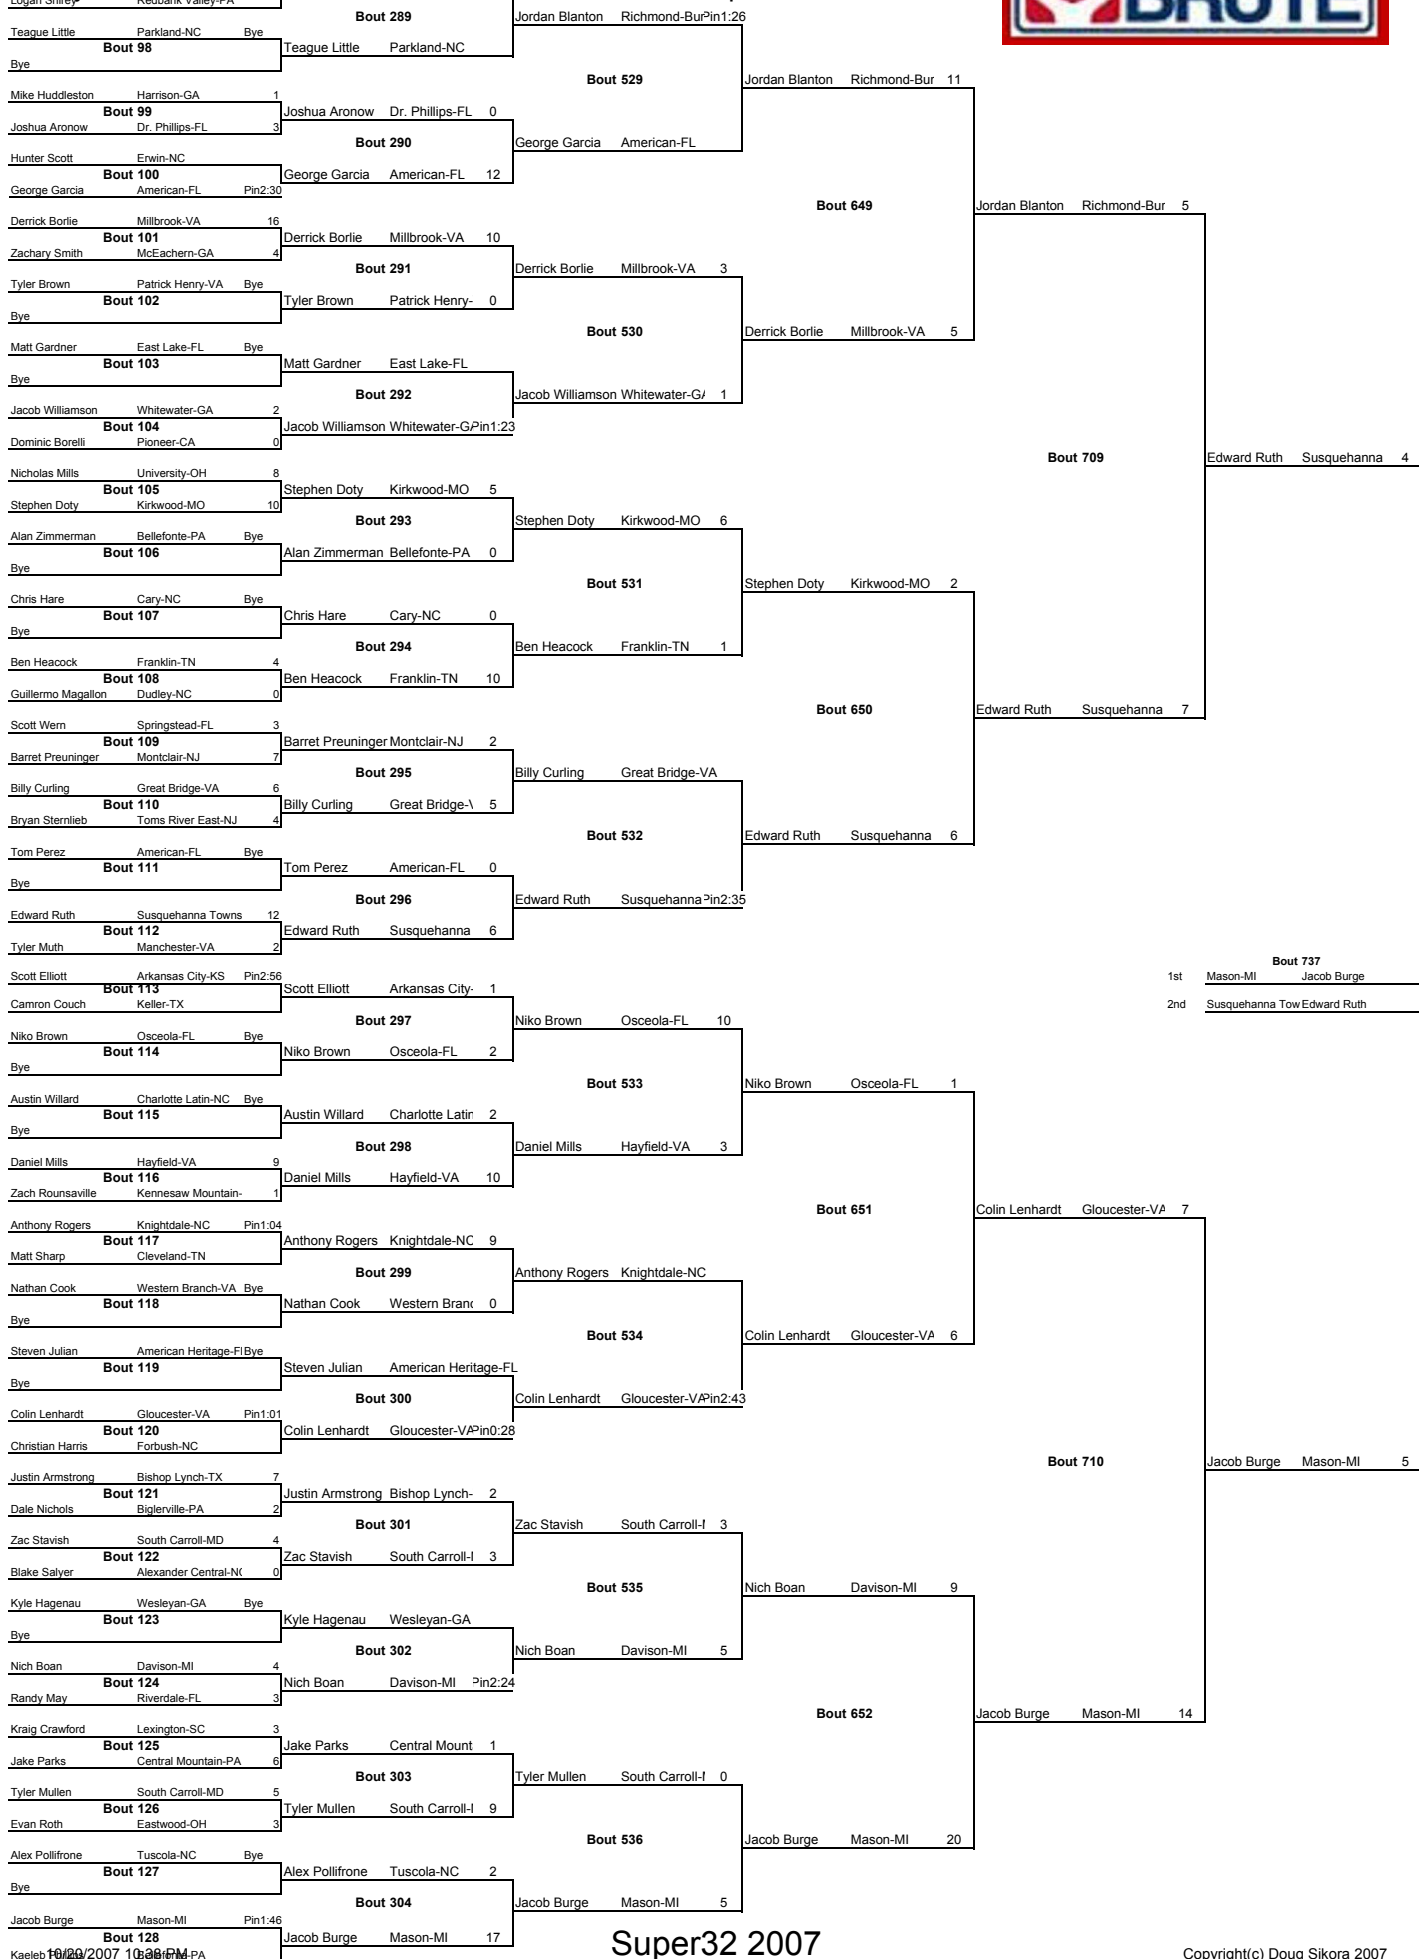 BRUTE
Logan Shirey Redbank Valley-PA
Bout 289 Jordan Blanton Richmond-Bur Pin1:26
Teague Little Parkland-NC Bye
Bout 98 Teague Little Parkland-NC
Bye
Bout 529 Jordan Blanton Richmond-Bur 11
Mike Huddleston Harrison-GA 1
Bout 99 Joshua Aronow Dr. Phillips-FL 0
Joshua Aronow Dr. Phillips-FL 3
Bout 290 George Garcia American-FL
Hunter Scott Erwin-NC
Bout 100 George Garcia American-FL 12
George Garcia American-FL Pin2:30
Bout 649 Jordan Blanton Richmond-Bur 5
Derrick Borlie Millbrook-VA 16
Bout 101 Derrick Borlie Millbrook-VA 10
Zachary Smith McEachern-GA 4
Bout 291 Derrick Borlie Millbrook-VA 3
Tyler Brown Patrick Henry-VA Bye
Bout 102 Tyler Brown Patrick Henry- 0
Bye
Bout 530 Derrick Borlie Millbrook-VA 5
Matt Gardner East Lake-FL Bye
Bout 103 Matt Gardner East Lake-FL
Bye
Bout 292 Jacob Williamson Whitewater-GA 1
Jacob Williamson Whitewater-GA 2
Bout 104 Jacob Williamson Whitewater-GA Pin1:23
Dominic Borelli Pioneer-CA 0
Bout 709 Edward Ruth Susquehanna 4
Nicholas Mills University-OH 8
Bout 105 Stephen Doty Kirkwood-MO 5
Stephen Doty Kirkwood-MO 10
Bout 293 Stephen Doty Kirkwood-MO 6
Alan Zimmerman Bellefonte-PA Bye
Bout 106 Alan Zimmerman Bellefonte-PA 0
Bye
Bout 531 Stephen Doty Kirkwood-MO 2
Chris Hare Cary-NC Bye
Bout 107 Chris Hare Cary-NC 0
Bye
Bout 294 Ben Heacock Franklin-TN 1
Ben Heacock Franklin-TN 4
Bout 108 Ben Heacock Franklin-TN 10
Guillermo Magallon Dudley-NC 0
Bout 650 Edward Ruth Susquehanna 7
Scott Wern Springstead-FL 3
Bout 109 Barret Preuninger Montclair-NJ 2
Barret Preuninger Montclair-NJ 7
Bout 295 Billy Curling Great Bridge-VA
Billy Curling Great Bridge-VA 6
Bout 110 Billy Curling Great Bridge-V 5
Bryan Sternlieb Toms River East-NJ 4
Bout 532 Edward Ruth Susquehanna 6
Tom Perez American-FL Bye
Bout 111 Tom Perez American-FL 0
Bye
Bout 296 Edward Ruth Susquehanna Pin2:35
Edward Ruth Susquehanna Towns 12
Bout 112 Edward Ruth Susquehanna 6
Tyler Muth Manchester-VA 2
Bout 737
1st Mason-MI Jacob Burge
2nd Susquehanna Tow Edward Ruth
Scott Elliott Arkansas City-KS Pin2:56
Bout 113 Scott Elliott Arkansas City- 1
Camron Couch Keller-TX
Bout 297 Niko Brown Osceola-FL 10
Niko Brown Osceola-FL Bye
Bout 114 Niko Brown Osceola-FL 2
Bye
Bout 533 Niko Brown Osceola-FL 1
Austin Willard Charlotte Latin-NC Bye
Bout 115 Austin Willard Charlotte Latin 2
Bye
Bout 298 Daniel Mills Hayfield-VA 3
Daniel Mills Hayfield-VA 9
Bout 116 Daniel Mills Hayfield-VA 10
Zach Rounsaville Kennesaw Mountain- 1
Bout 651 Colin Lenhardt Gloucester-VA 7
Anthony Rogers Knightdale-NC Pin1:04
Bout 117 Anthony Rogers Knightdale-NC 9
Matt Sharp Cleveland-TN
Bout 299 Anthony Rogers Knightdale-NC
Nathan Cook Western Branch-VA Bye
Bout 118 Nathan Cook Western Branc 0
Bye
Bout 534 Colin Lenhardt Gloucester-VA 6
Steven Julian American Heritage-Fl Bye
Bout 119 Steven Julian American Heritage-FL
Bye
Bout 300 Colin Lenhardt Gloucester-VA Pin2:43
Colin Lenhardt Gloucester-VA Pin1:01
Bout 120 Colin Lenhardt Gloucester-VA Pin0:28
Christian Harris Forbush-NC
Bout 710 Jacob Burge Mason-MI 5
Justin Armstrong Bishop Lynch-TX 7
Bout 121 Justin Armstrong Bishop Lynch- 2
Dale Nichols Biglerville-PA 2
Bout 301 Zac Stavish South Carroll-M 3
Zac Stavish South Carroll-MD 4
Bout 122 Zac Stavish South Carroll-M 3
Blake Salyer Alexander Central-NC 0
Bout 535 Nich Boan Davison-MI 9
Kyle Hagenau Wesleyan-GA Bye
Bout 123 Kyle Hagenau Wesleyan-GA
Bye
Bout 302 Nich Boan Davison-MI 5
Nich Boan Davison-MI 4
Bout 124 Nich Boan Davison-MI Pin2:24
Randy May Riverdale-FL 3
Bout 652 Jacob Burge Mason-MI 14
Kraig Crawford Lexington-SC 3
Bout 125 Jake Parks Central Mount 1
Jake Parks Central Mountain-PA 6
Bout 303 Tyler Mullen South Carroll-M 0
Tyler Mullen South Carroll-MD 5
Bout 126 Tyler Mullen South Carroll-M 9
Evan Roth Eastwood-OH 3
Bout 536 Jacob Burge Mason-MI 20
Alex Pollifrone Tuscola-NC Bye
Bout 127 Alex Pollifrone Tuscola-NC 2
Bye
Bout 304 Jacob Burge Mason-MI 5
Jacob Burge Mason-MI Pin1:46
Bout 128 Jacob Burge Mason-MI 17
Kaeleb Bellefonte-PA
10/20/2007 10:38 PM
Super32 2007
Copyright(c) Doug Sikora 2007